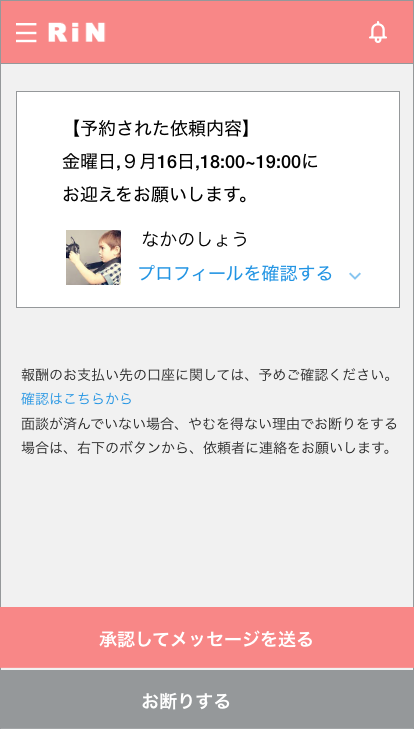 RiN
【予約された依頼内容】
金曜日,９月16日,18:00~19:00に
お迎えをお願いします。
なかのしょう
プロフィールを確認する
報酬のお支払い先の口座に関しては、予めご確認ください。
確認はこちらから
面談が済んでいない場合、やむを得ない理由でお断りをする
場合は、右下のボタンから、依頼者に連絡をお願いします。
承認してメッセージを送る
お断りする